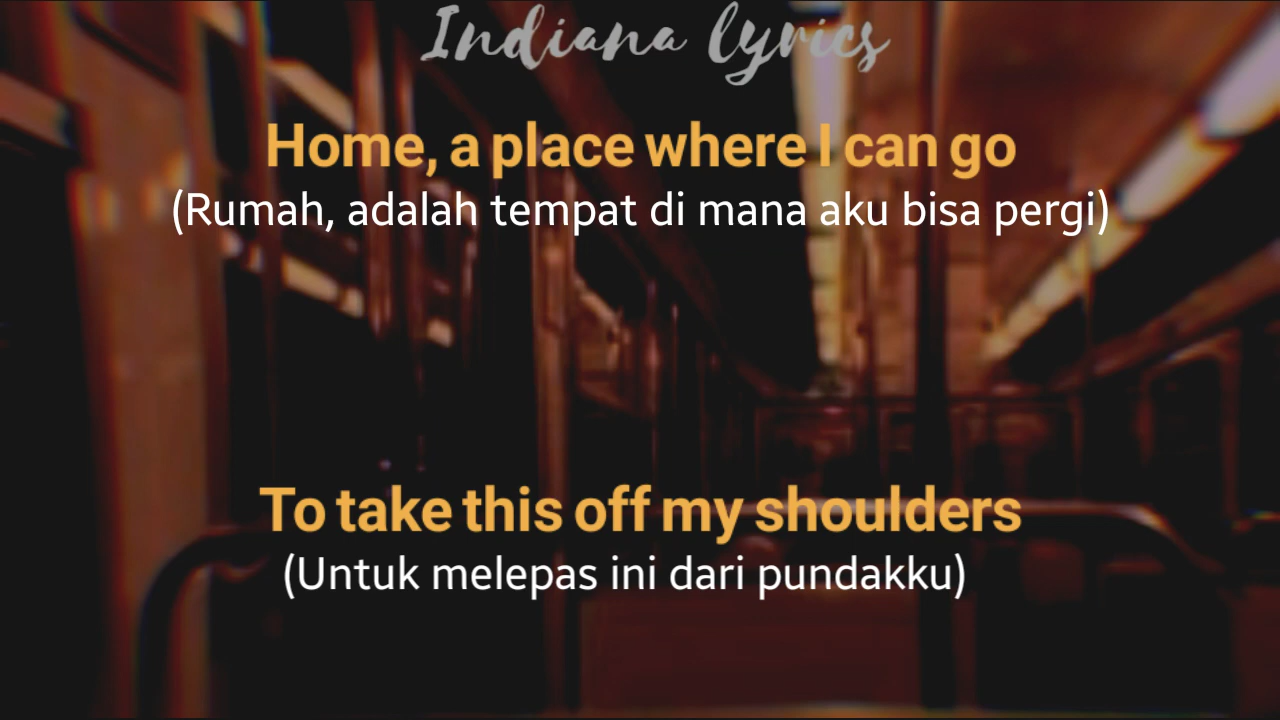 Indiana lyrics
Home, a place where I can go
(Rumah, adalah tempat di mana aku bisa pergi)
To take this off my shoulders
(Untuk melepas ini dari pundakku)